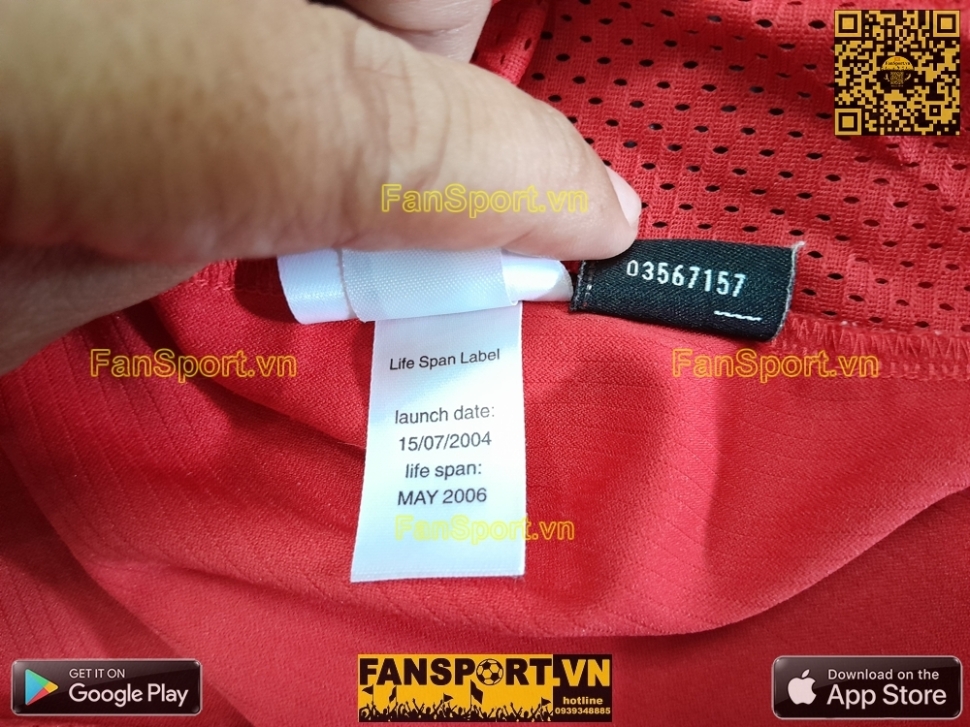 FanSport.vn
03567157
FanSport.vn
FanSport.vn
Life Span Label
launch date:
15/07/2004
life span:
MAY 2006
FanSport.vn
GET IT ON
Google Play
FANSPORT.VN
hotline
0939348885
Download on the
App Store